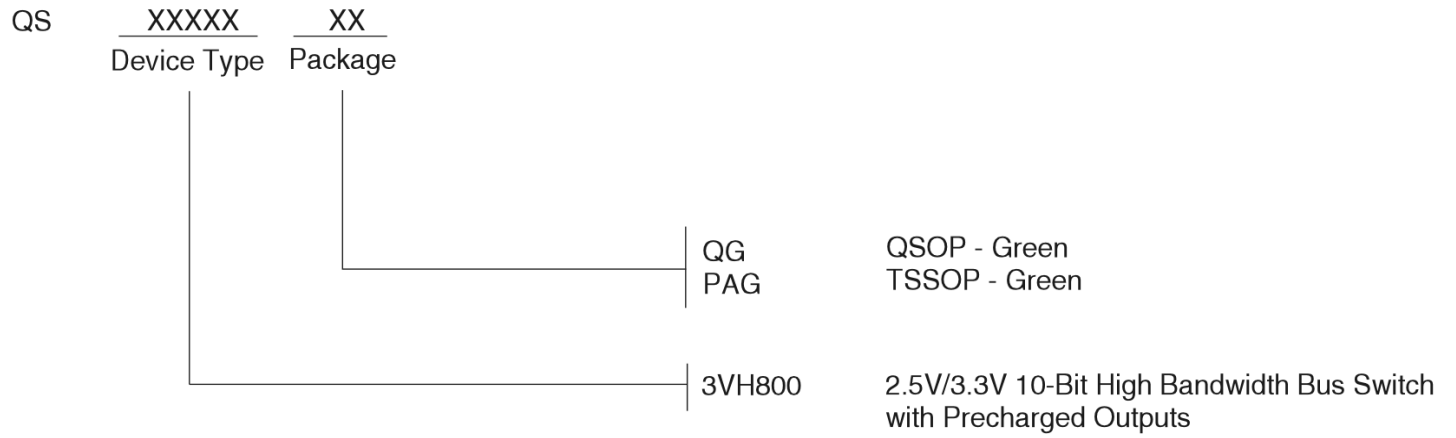 QS XXXXX XX
Device Type Package
QG QSOP - Green
PAG TSSOP - Green
3VH800 2.5V/3.3V 10-Bit High Bandwidth Bus Switch
with Precharged Outputs